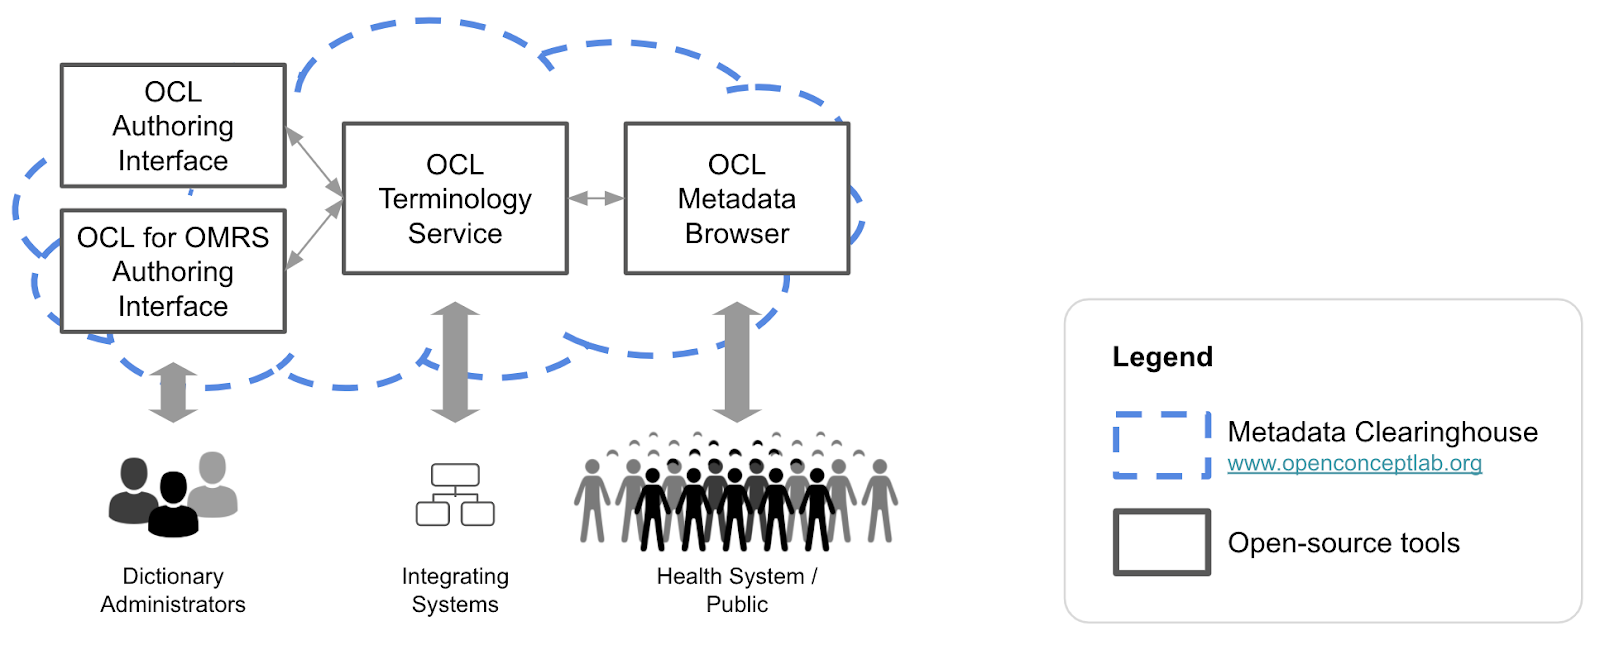 OCL
Authoring
Interface
OCL for OMRS
Authoring
Interface
OCL
Terminology
Service
OCL
Metadata
Browser
Dictionary
Administrators
Integrating
Systems
Health System /
Public
Legend
Metadata Clearinghouse
www.openconceptlab.org
Open-source tools